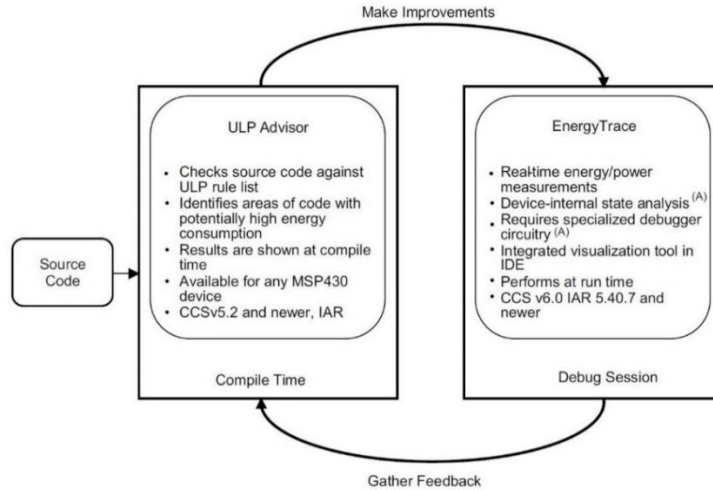 Make Improvements
ULP Advisor
• Checks source code against
ULP rule list
• Identifies areas of code with
potentially high energy
consumption
• Results are shown at compile
time
• Available for any MSP430
device
• CCSv5.2 and newer, IAR
Compile Time
EnergyTrace
• Real-time energy/power
measurements
• Device-internal state analysis (A)
• Requires specialized debugger
circuitry (A)
• Integrated visualization tool in
IDE
• Performs at run time
• CCS v6.0 IAR 5.40.7 and
newer
Debug Session
Source
Code
Gather Feedback